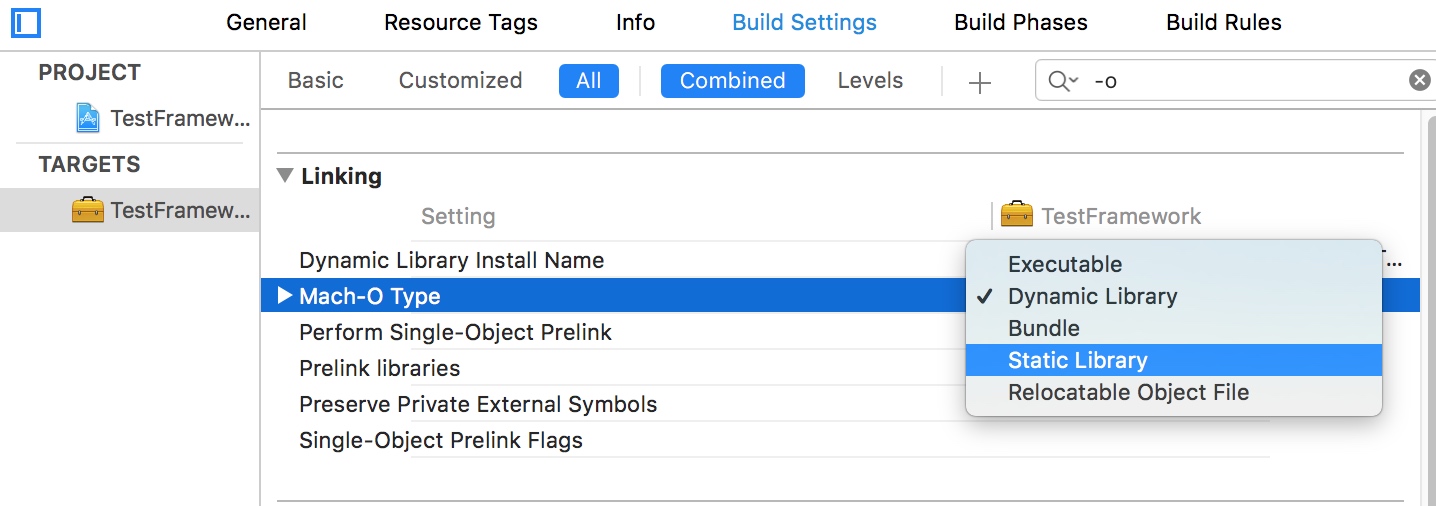 General Resource Tags Info Build Settings Build Phases Build Rules
PROJECT
TestFramew...
TARGETS
TestFramew...
Basic Customized All Combined Levels + -o
Linking
Setting TestFramework
Dynamic Library Install Name ...
Mach-O Type
Perform Single-Object Prelink
Prelink libraries
Preserve Private External Symbols
Single-Object Prelink Flags
Executable
✓ Dynamic Library
Bundle
Static Library
Relocatable Object File